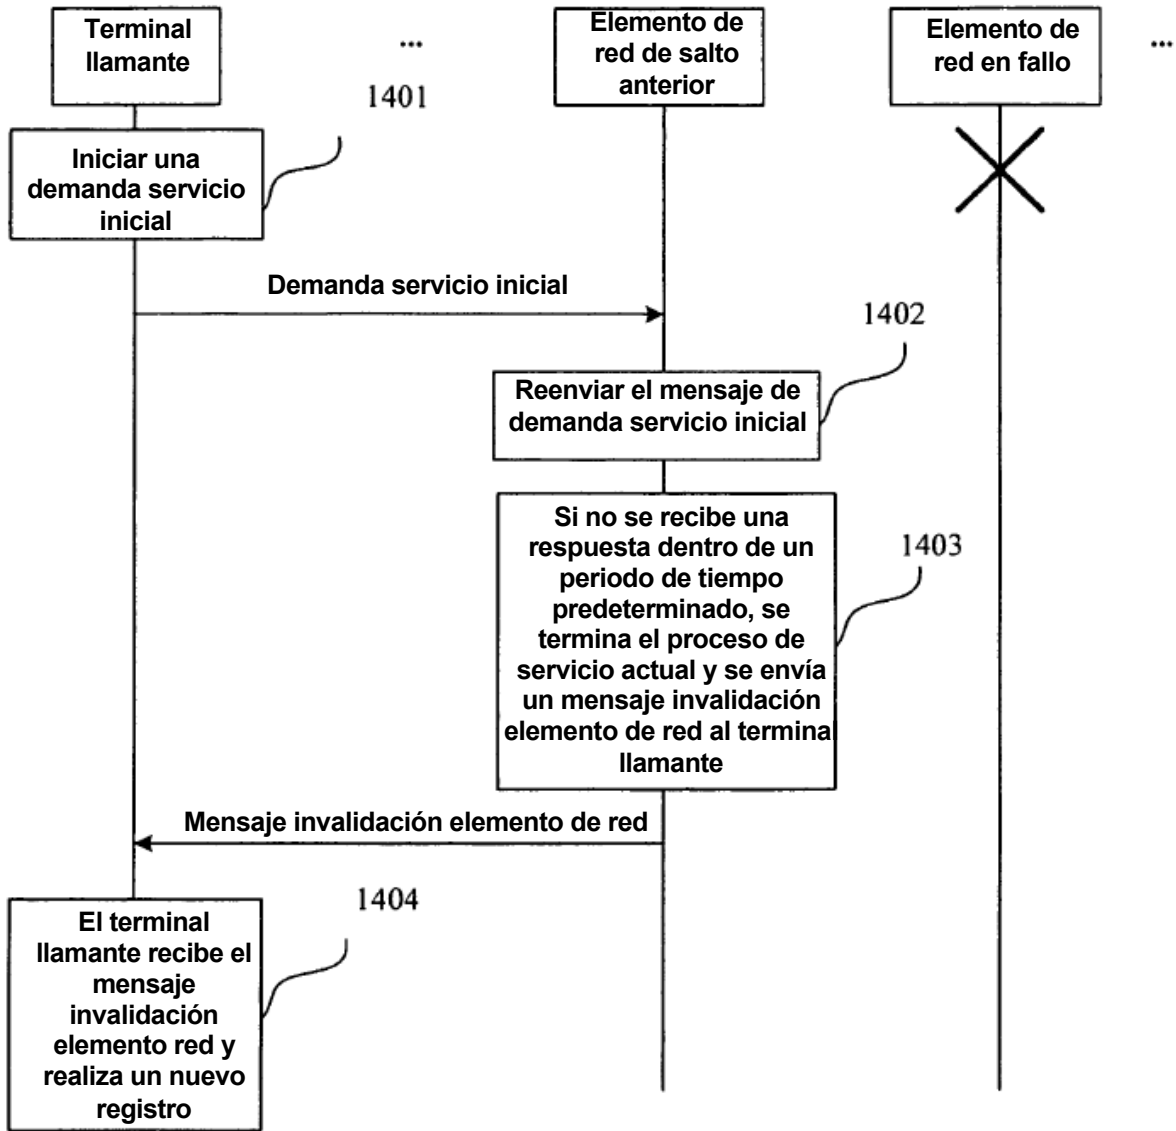 Terminal
llamante
...
Elemento de
red de salto
anterior
Elemento de
red en fallo
...
1401
Iniciar una
demanda servicio
inicial
Demanda servicio inicial
1402
Reenviar el mensaje de
demanda servicio inicial
Si no se recibe una
respuesta dentro de un
periodo de tiempo
predeterminado, se
termina el proceso de
servicio actual y se envía
un mensaje invalidación
elemento de red al terminal
llamante
1403
Mensaje invalidación elemento de red
1404
El terminal
llamante recibe el
mensaje
invalidación
elemento red y
realiza un nuevo
registro